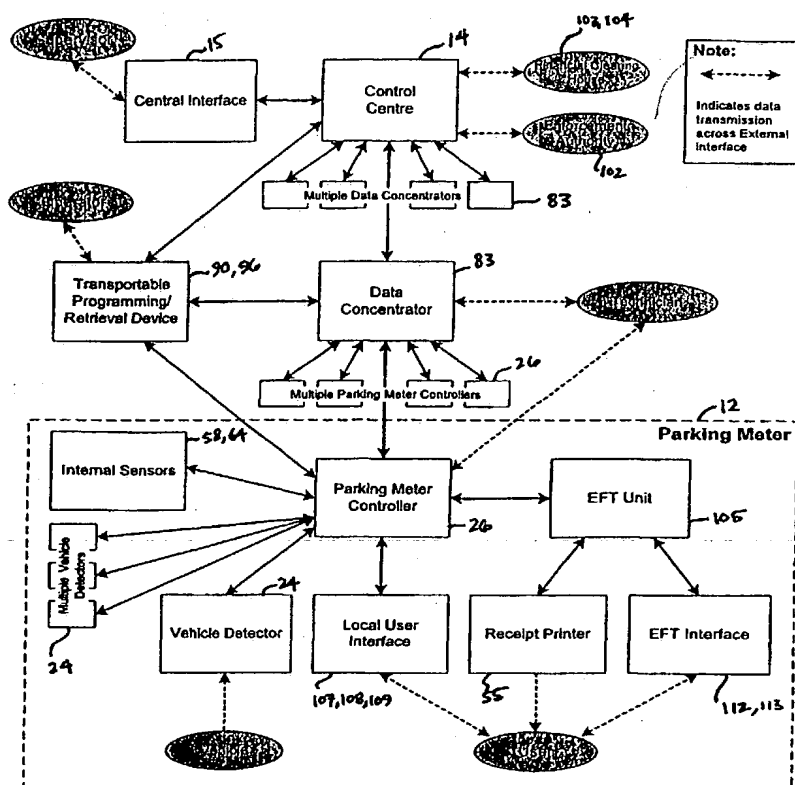 15
14
103, 104
Central Interface
Control
Centre
Note:
Indicates data
transmission
across External
Interface
102
Multiple Data Concentrators
83
Transportable
Programming/
Retrieval Device
90, 96
Data
Concentrator
83
Multiple Parking Meter Controllers
26
12
Parking Meter
Internal Sensors
58, 64
Parking Meter
Controller
26
EFT Unit
105
Multiple Vehicle
Detectors
24
Vehicle Detector
24
Local User
Interface
107, 108, 109
Receipt Printer
55
EFT Interface
112, 113